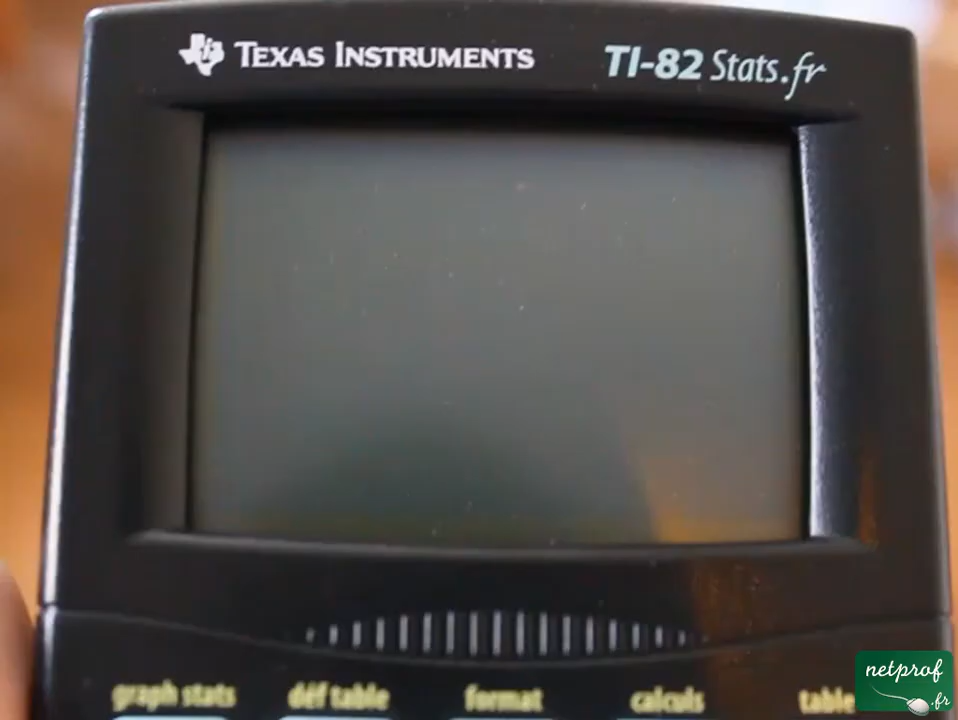 TEXAS INSTRUMENTS TI-82 Stats.fr
graph stats déf table format calculs table
netprof
.fr